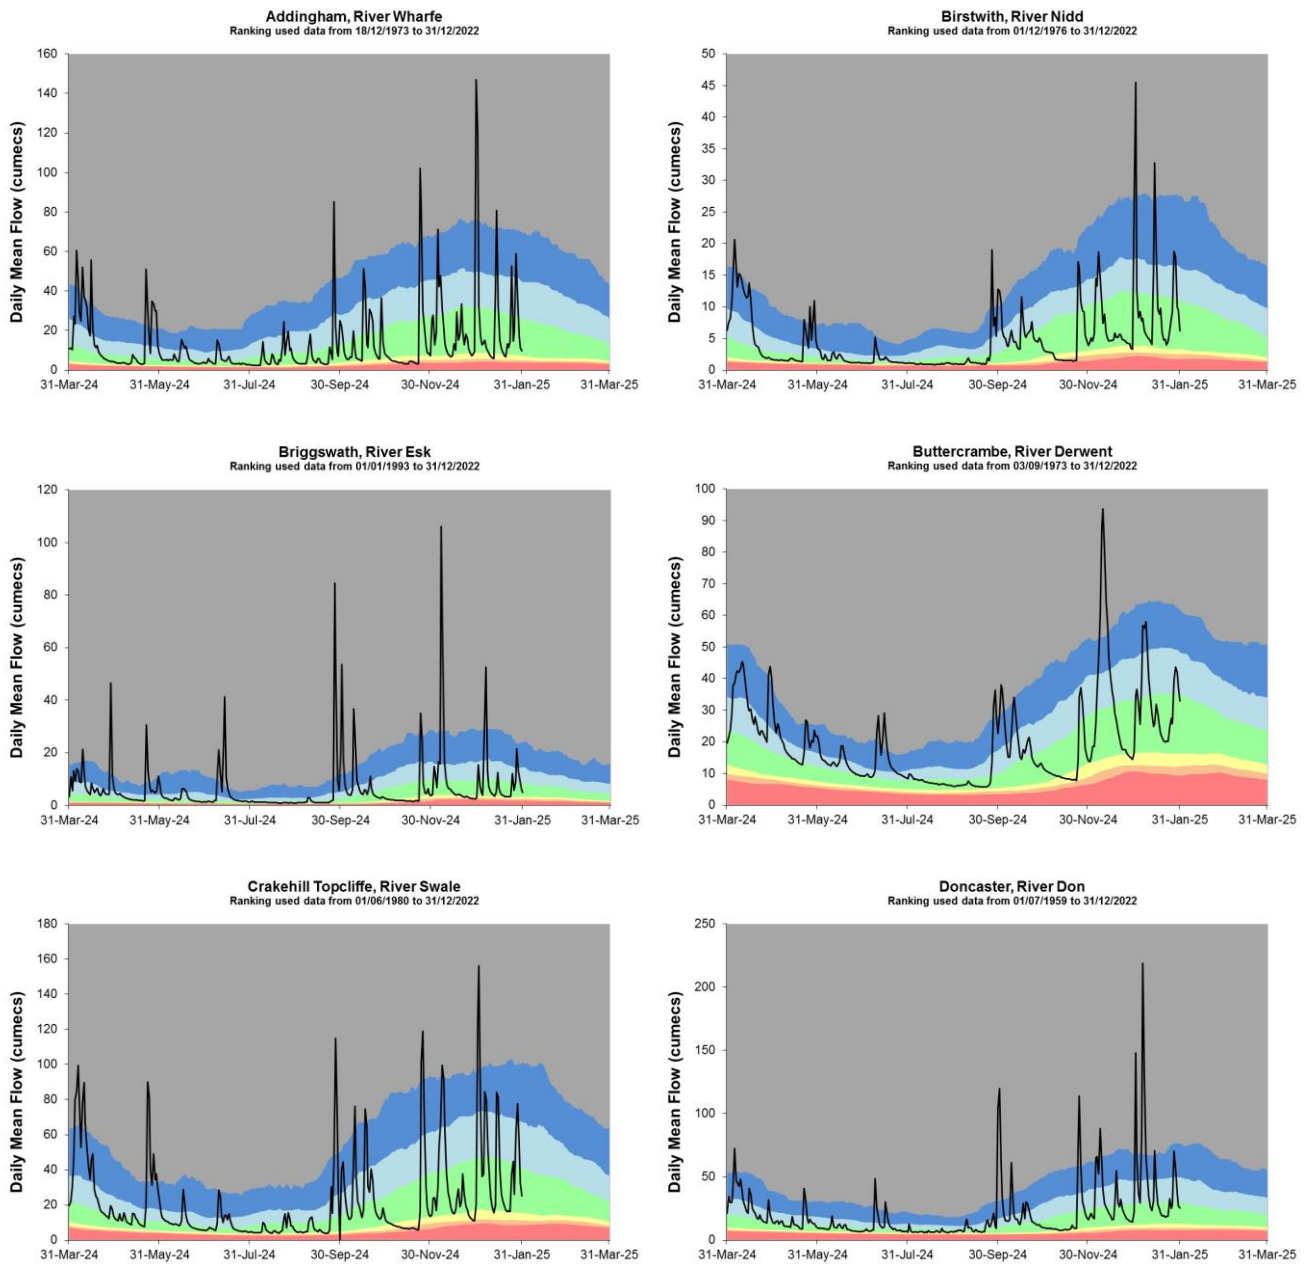 Addingham, River Wharfe
Ranking used data from 18/12/1973 to 31/12/2022
160
140
120
100
80
60
40
20
0
Daily Mean Flow (cumecs)
31-Mar-24 31-May-24 31-Jul-24 30-Sep-24 30-Nov-24 31-Jan-25 31-Mar-25
Birstwith, River Nidd
Ranking used data from 01/12/1976 to 31/12/2022
50
45
40
35
30
25
20
15
10
5
0
Daily Mean Flow (cumecs)
31-Mar-24 31-May-24 31-Jul-24 30-Sep-24 30-Nov-24 31-Jan-25 31-Mar-25
Briggswath, River Esk
Ranking used data from 01/01/1993 to 31/12/2022
120
100
80
60
40
20
0
Daily Mean Flow (cumecs)
31-Mar-24 31-May-24 31-Jul-24 30-Sep-24 30-Nov-24 31-Jan-25 31-Mar-25
Buttercrambe, River Derwent
Ranking used data from 03/09/1973 to 31/12/2022
100
90
80
70
60
50
40
30
20
10
0
Daily Mean Flow (cumecs)
31-Mar-24 31-May-24 31-Jul-24 30-Sep-24 30-Nov-24 31-Jan-25 31-Mar-25
Crakehill Topcliffe, River Swale
Ranking used data from 01/06/1980 to 31/12/2022
180
160
140
120
100
80
60
40
20
0
Daily Mean Flow (cumecs)
31-Mar-24 31-May-24 31-Jul-24 30-Sep-24 30-Nov-24 31-Jan-25 31-Mar-25
Doncaster, River Don
Ranking used data from 01/07/1959 to 31/12/2022
250
200
150
100
50
0
Daily Mean Flow (cumecs)
31-Mar-24 31-May-24 31-Jul-24 30-Sep-24 30-Nov-24 31-Jan-25 31-Mar-25